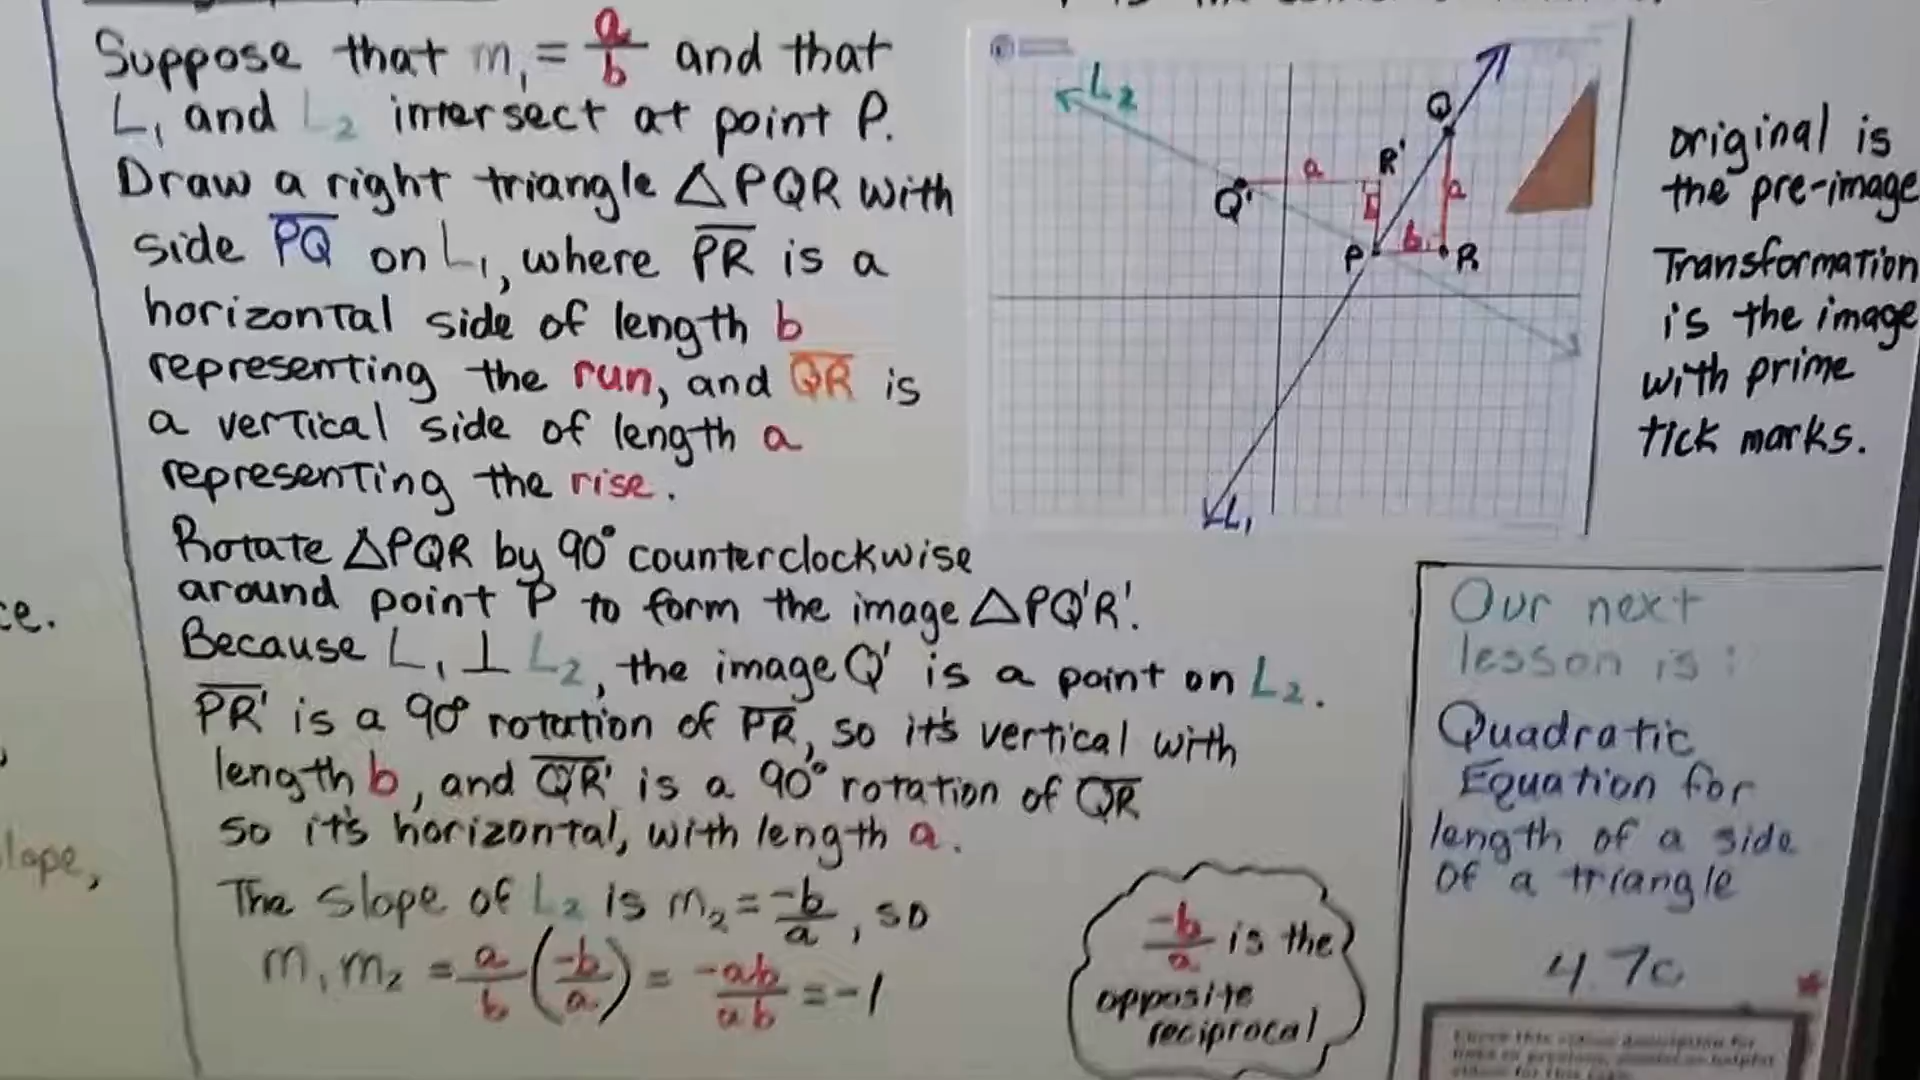 Suppose that m₁ = a/b and that
L₁ and L₂ intersect at point P.
Draw a right triangle △PQR with
side P̅Q̅ on L₁, where P̅R̅ is a
horizontal side of length b
representing the run, and Q̅R̅ is
a vertical side of length a
representing the rise.
Rotate △PQR by 90° counterclockwise
around point P to form the image △PQ'R'.
Because L₁ ⊥ L₂, the image Q' is a point on L₂.
P̅R̅' is a 90° rotation of P̅R̅, so it's vertical with
length b, and Q̅'R̅' is a 90° rotation of Q̅R̅
so it's horizontal, with length a.
The slope of L₂ is m₂ = -b/a, so
m₁m₂ = a/b (-b/a) = -ab/ab = -1
L₂
Q
R'
a
Q'
a
b
P
R
L₁
original is
the pre-image
Transformation
is the image
with prime
tick marks.
-b/a is the
opposite
reciprocal
Our next
lesson is:
Quadratic
Equation for
length of a side
of a triangle
4.7c
ce.
lope,